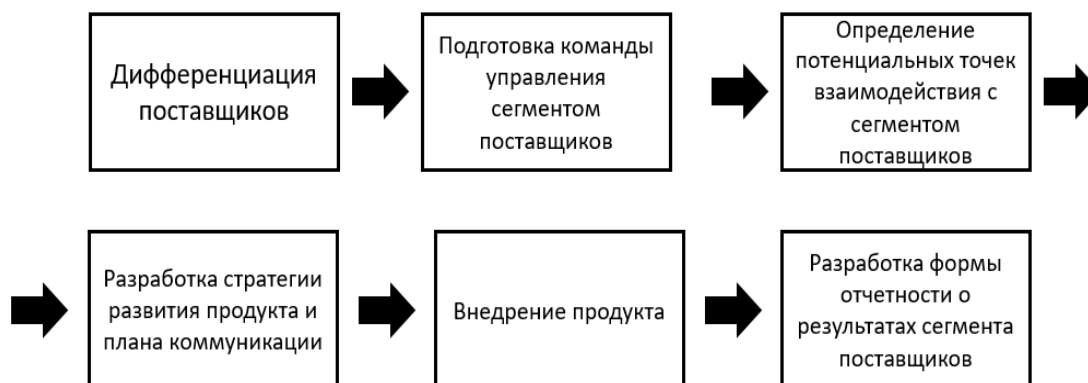 Дифференциация
поставщиков
Подготовка команды
управления
сегментом
поставщиков
Определение
потенциальных точек
взаимодействия с
сегментом
поставщиков
Разработка стратегии
развития продукта и
плана коммуникации
Внедрение продукта
Разработка формы
отчетности о
результатах сегмента
поставщиков